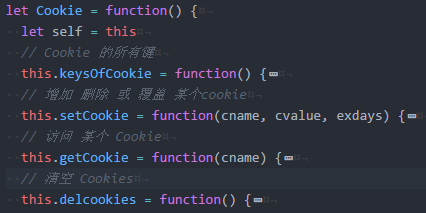 let Cookie = function() {
let self = this
// Cookie 的所有键
this.keysOfCookie = function() {
// 增加 删除 或 覆盖 某个cookie
this.setCookie = function(cname, cvalue, exdays) {
// 访问 某个 Cookie
this.getCookie = function(cname) {
// 清空 Cookies
this.delcookies = function() {